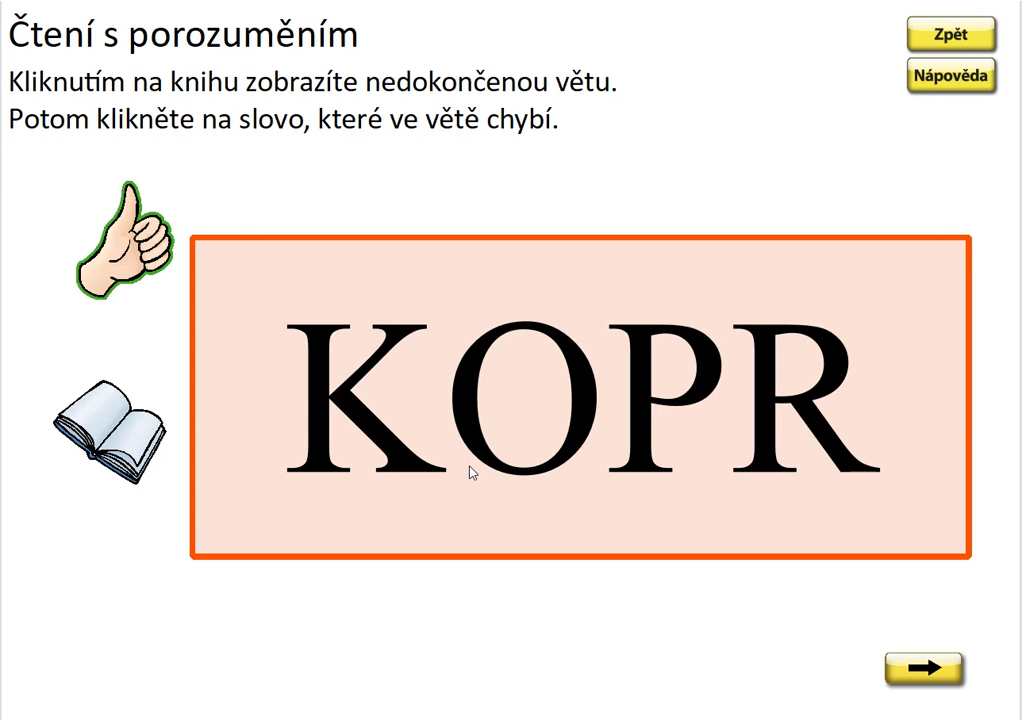 Čtení s porozuměním
Zpět
Kliknutím na knihu zobrazíte nedokončenou větu.
Nápověda
Potom klikněte na slovo, které ve větě chybí.
KOPR